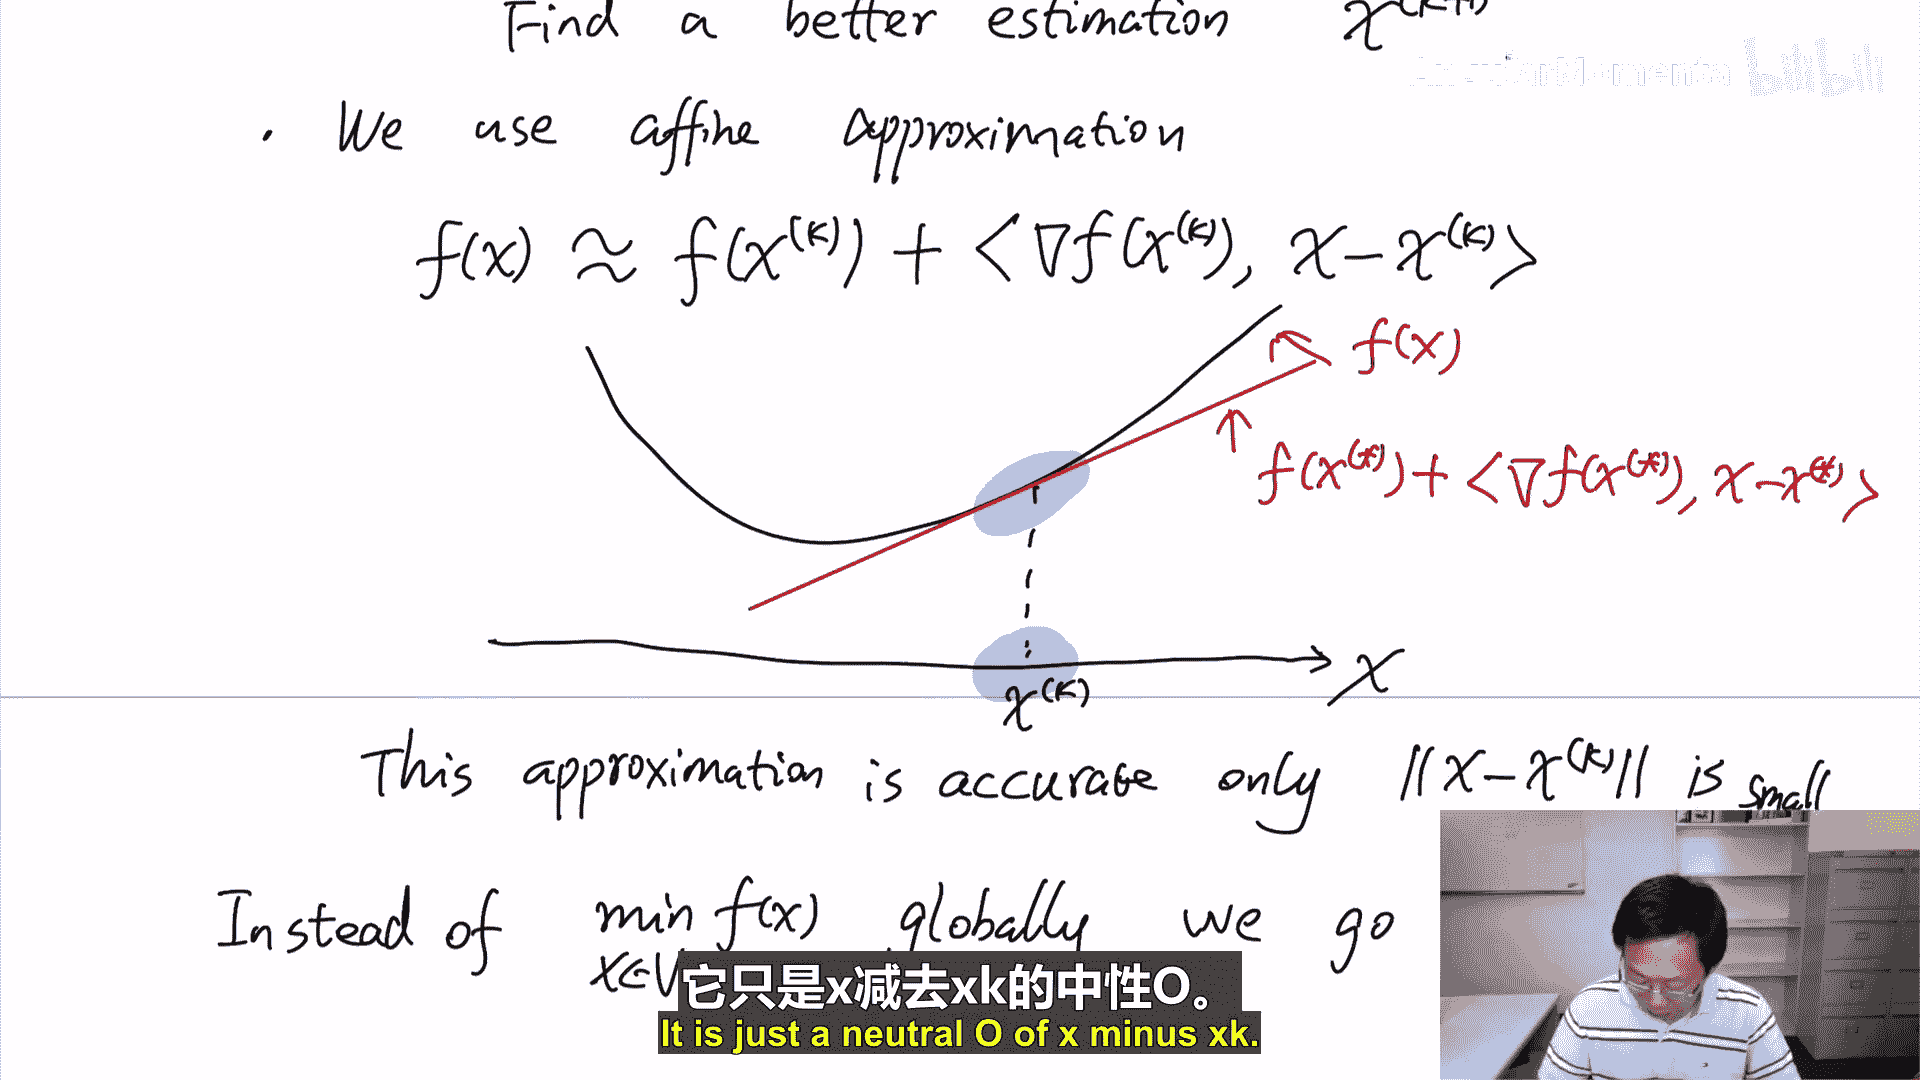 Find a better estimation x^(k+1)
bilibili
. We use affine approximation
f(x) ≈ f(x^(k)) + <∇f(x^(k)), x-x^(k)>
f(x)
f(x^(k)) + <∇f(x^(k)), x-x^(k)>
x
x^(k)
This approximation is accurate only ||x-x^(k)|| is small
Instead of min f(x) globally we go
x∈V
它只是x减去xk的中性O。
It is just a neutral O of x minus xk.